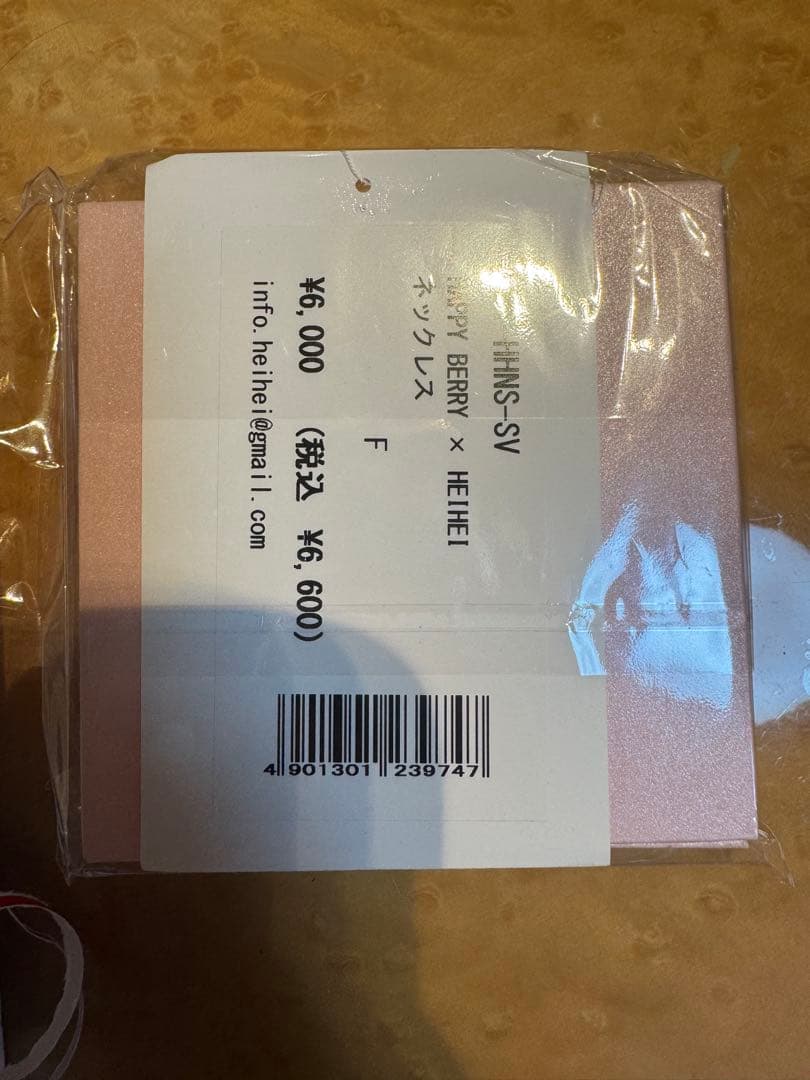 HHNS-SV
HAPPY BERRY × HEIHEI
ネックレス
F
¥6,000 (税込 ¥6,600)
info.heihei@gmail.com
4 901301 239747